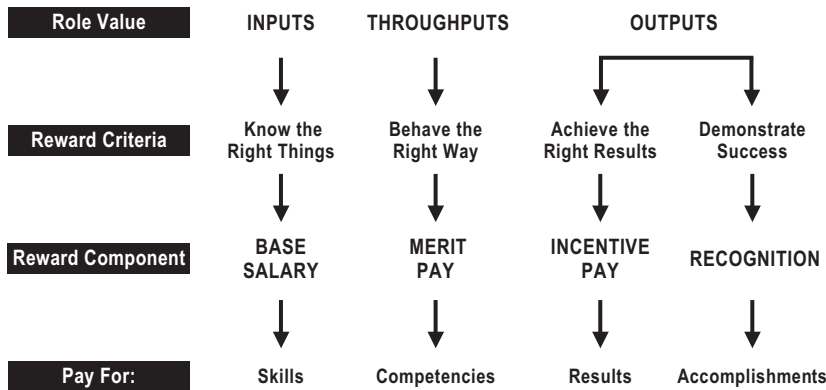 Role Value INPUTS THROUGHPUTS OUTPUTS
Reward Criteria
Know the Behave the Achieve the Demonstrate
Right Things Right Way Right Results Success
Reward Component
BASE MERIT INCENTIVE RECOGNITION
SALARY PAY PAY
Pay For: Skills Competencies Results Accomplishments